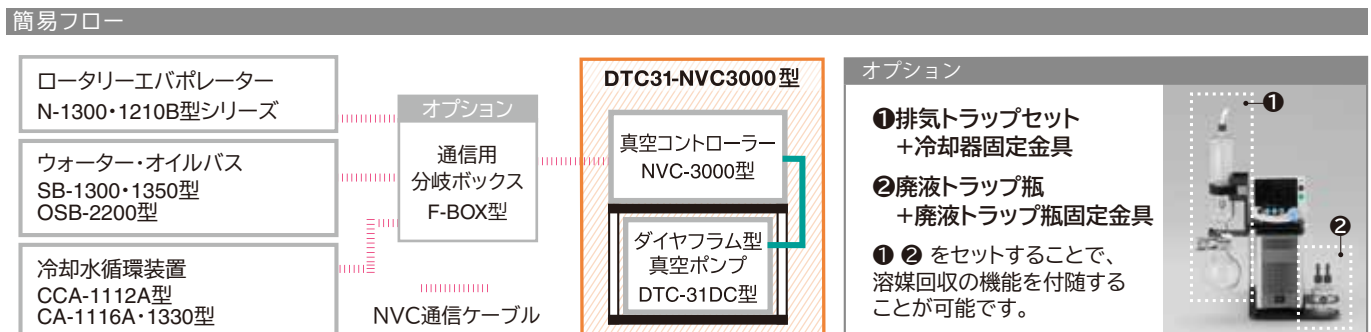 簡易フロー
ロータリーエバポレーター
N-1300・1210B型シリーズ
ウォーター・オイルバス
SB-1300・1350型
OSB-2200型
冷却水循環装置
CCA-1112A型
CA-1116A・1330型
オプション
通信用
分岐ボックス
F-BOX型
NVC通信ケーブル
DTC31-NVC3000型
真空コントローラー
NVC-3000型
ダイヤフラム型
真空ポンプ
DTC-31DC型
オプション
❶排気トラップセット
+冷却器固定金具
❷廃液トラップ瓶
+廃液トラップ瓶固定金具
❶ ❷ をセットすることで、
溶媒回収の機能を付随する
ことが可能です。
❶
❷